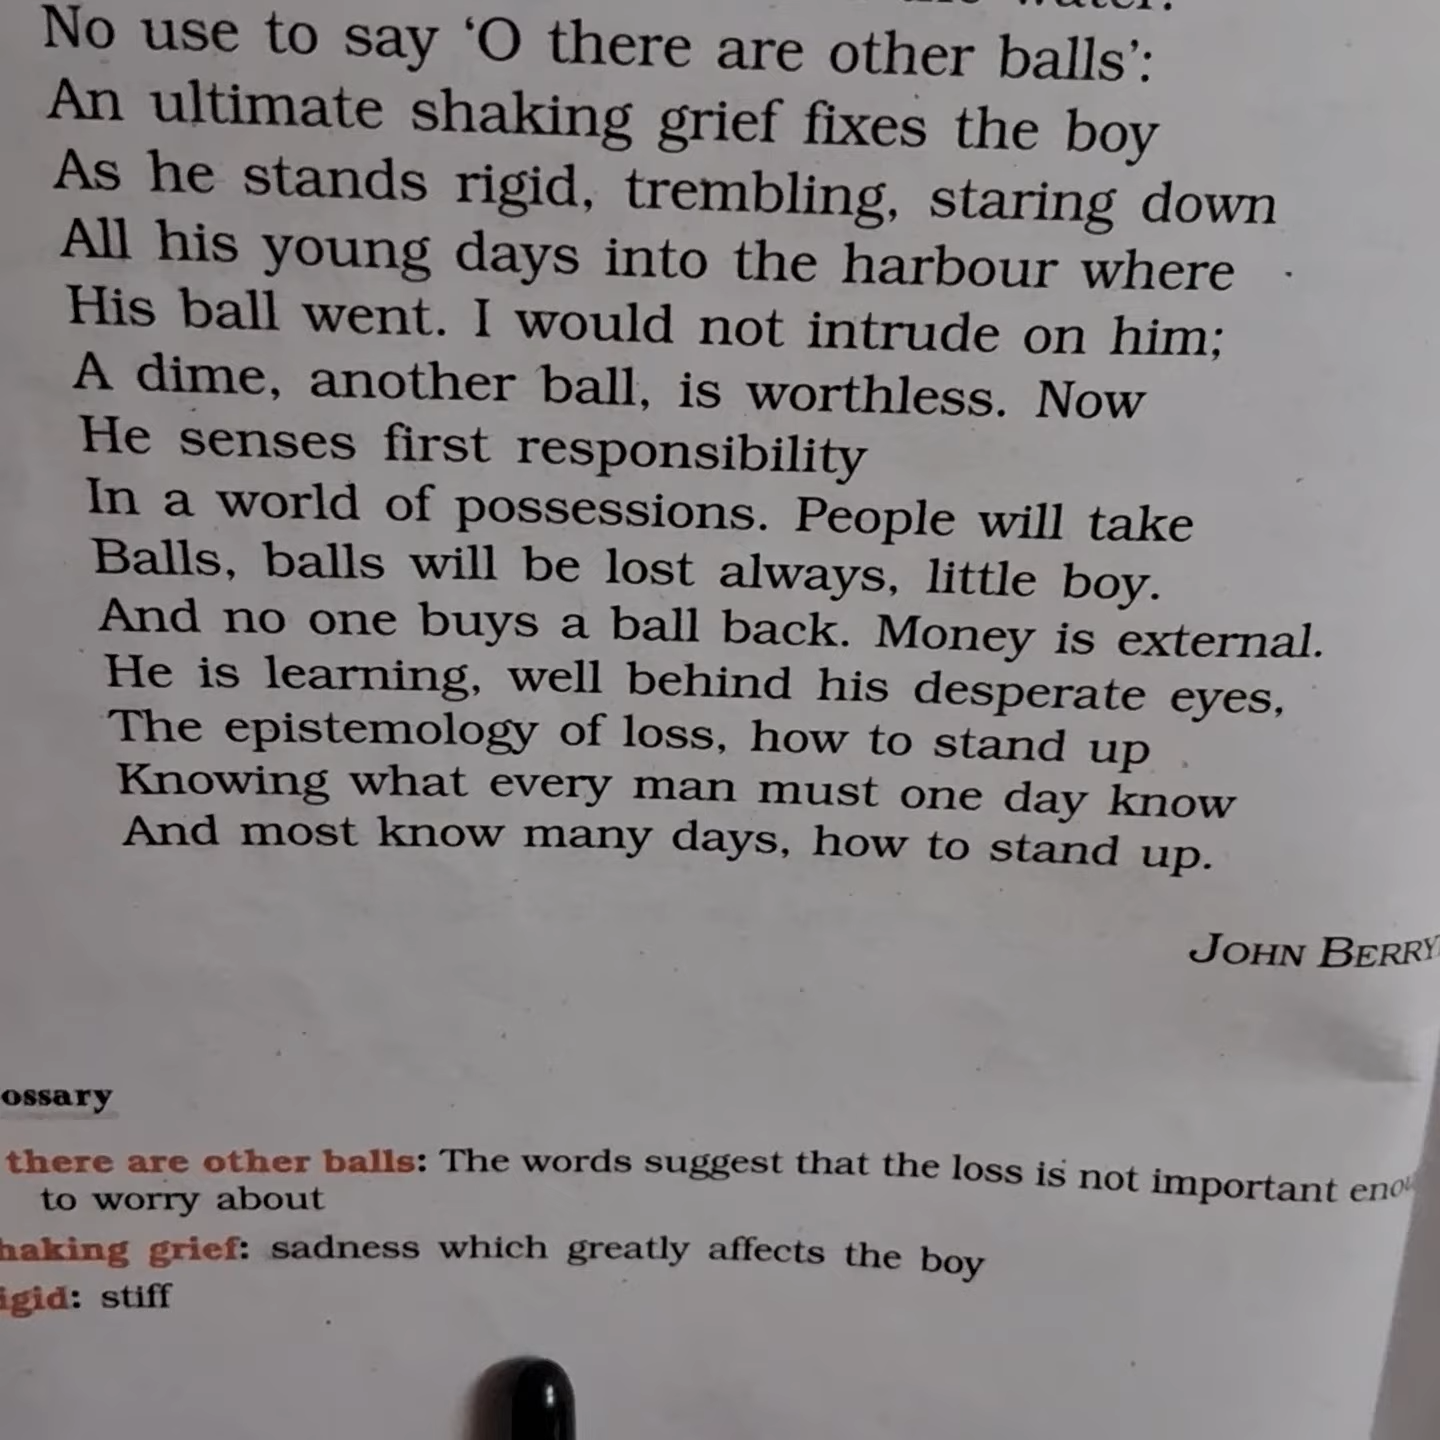 water.
No use to say ‘O there are other balls’:
An ultimate shaking grief fixes the boy
As he stands rigid, trembling, staring down
All his young days into the harbour where
His ball went. I would not intrude on him;
A dime, another ball, is worthless. Now
He senses first responsibility
In a world of possessions. People will take
Balls, balls will be lost always, little boy.
And no one buys a ball back. Money is external.
He is learning, well behind his desperate eyes,
The epistemology of loss, how to stand up
Knowing what every man must one day know
And most know many days, how to stand up.
JOHN BERRY
ossary
there are other balls: The words suggest that the loss is not important
to worry about
haking grief: sadness which greatly affects the boy
igid: stiff